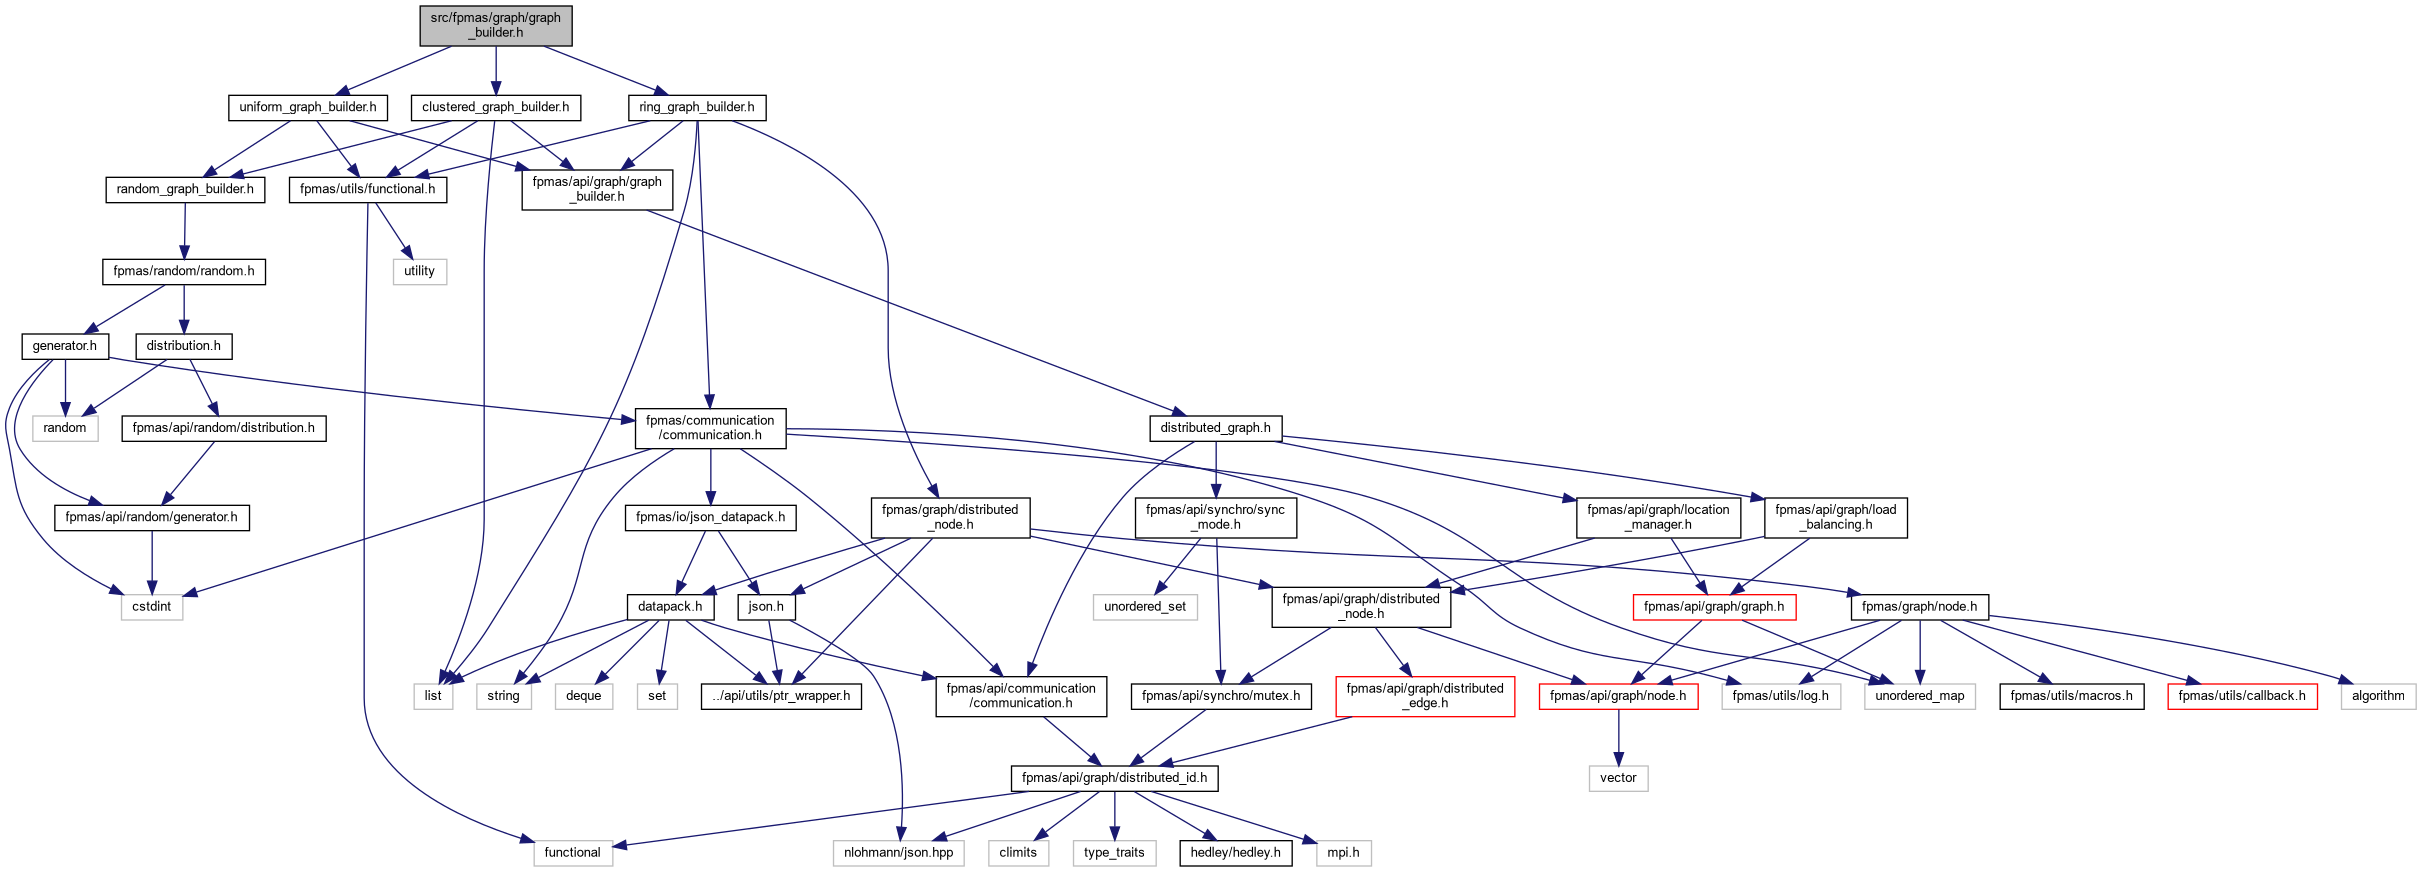 src/fpmas/graph/graph
_builder.h
uniform_graph_builder.h
clustered_graph_builder.h
ring_graph_builder.h
random_graph_builder.h
fpmas/utils/functional.h
fpmas/api/graph/graph
_builder.h
fpmas/random/random.h
utility
generator.h
distribution.h
random
fpmas/api/random/distribution.h
fpmas/communication
/communication.h
distributed_graph.h
fpmas/api/random/generator.h
fpmas/io/json_datapack.h
fpmas/graph/distributed
_node.h
fpmas/api/synchro/sync
_mode.h
fpmas/api/graph/location
_manager.h
fpmas/api/graph/load
_balancing.h
cstdint
datapack.h
json.h
unordered_set
fpmas/api/graph/distributed
_node.h
fpmas/api/graph/graph.h
fpmas/graph/node.h
list
string
deque
set
../api/utils/ptr_wrapper.h
fpmas/api/communication
/communication.h
fpmas/api/synchro/mutex.h
fpmas/api/graph/distributed
_edge.h
fpmas/api/graph/node.h
fpmas/utils/log.h
unordered_map
fpmas/utils/macros.h
fpmas/utils/callback.h
algorithm
fpmas/api/graph/distributed_id.h
vector
functional
nlohmann/json.hpp
climits
type_traits
hedley/hedley.h
mpi.h